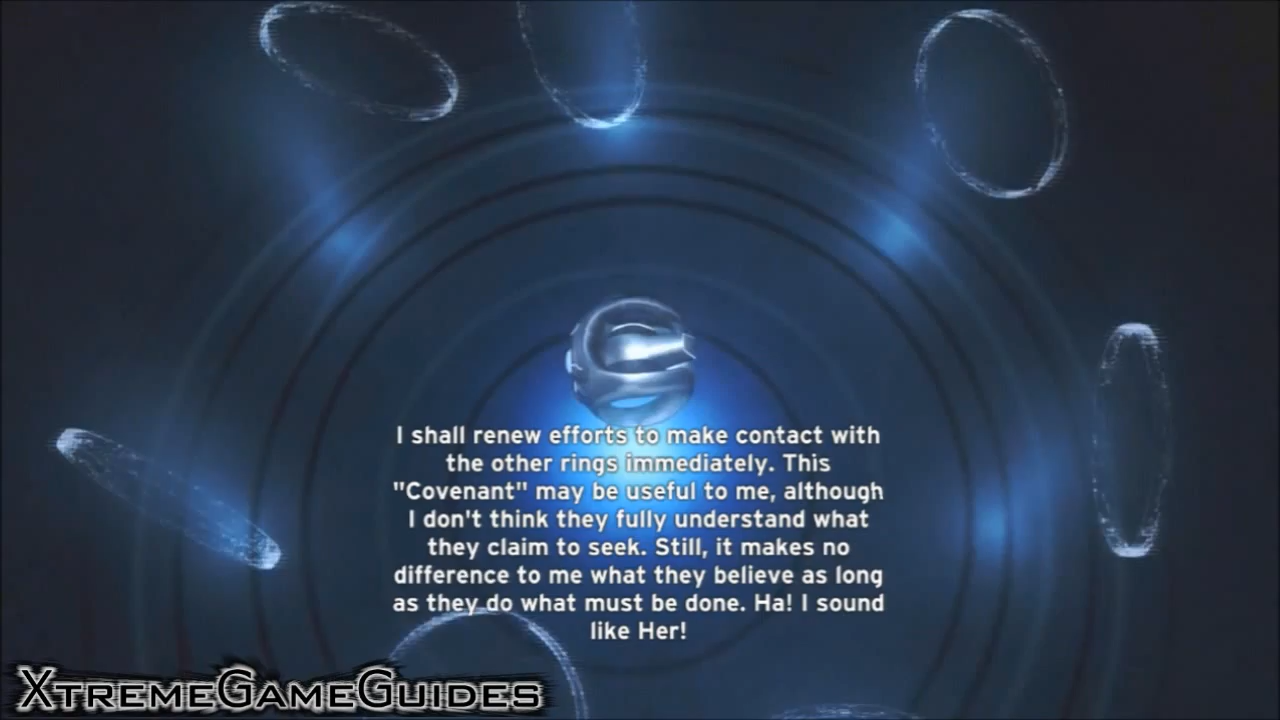 I shall renew efforts to make contact with
the other rings immediately. This
"Covenant" may be useful to me, although
I don't think they fully understand what
they claim to seek. Still, it makes no
difference to me what they believe as long
as they do what must be done. Ha! I sound
like Her!
XtremeGameGuides